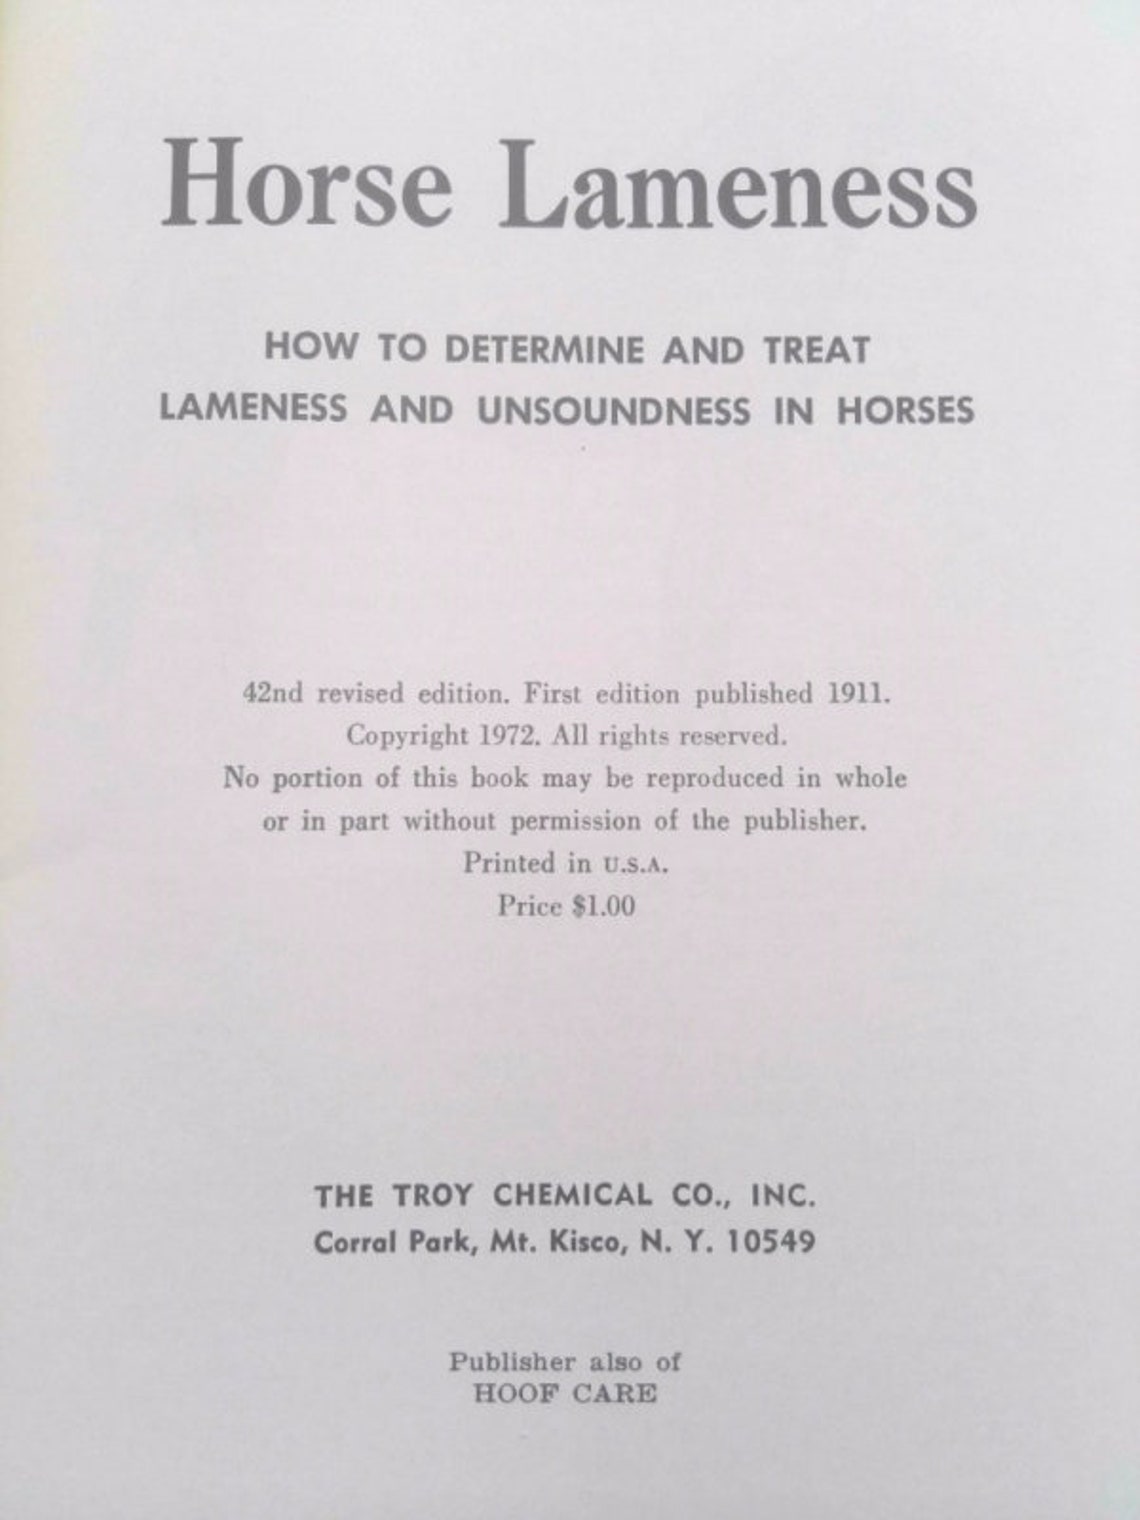 Horse Lameness
HOW TO DETERMINE AND TREAT
LAMENESS AND UNSOUNDNESS IN HORSES
42nd revised edition. First edition published 1911.
Copyright 1972. All rights reserved.
No portion of this book may be reproduced in whole
or in part without permission of the publisher.
Printed in U.S.A.
Price $1.00
THE TROY CHEMICAL CO., INC.
Corral Park, Mt. Kisco, N. Y. 10549
Publisher also of
HOOF CARE